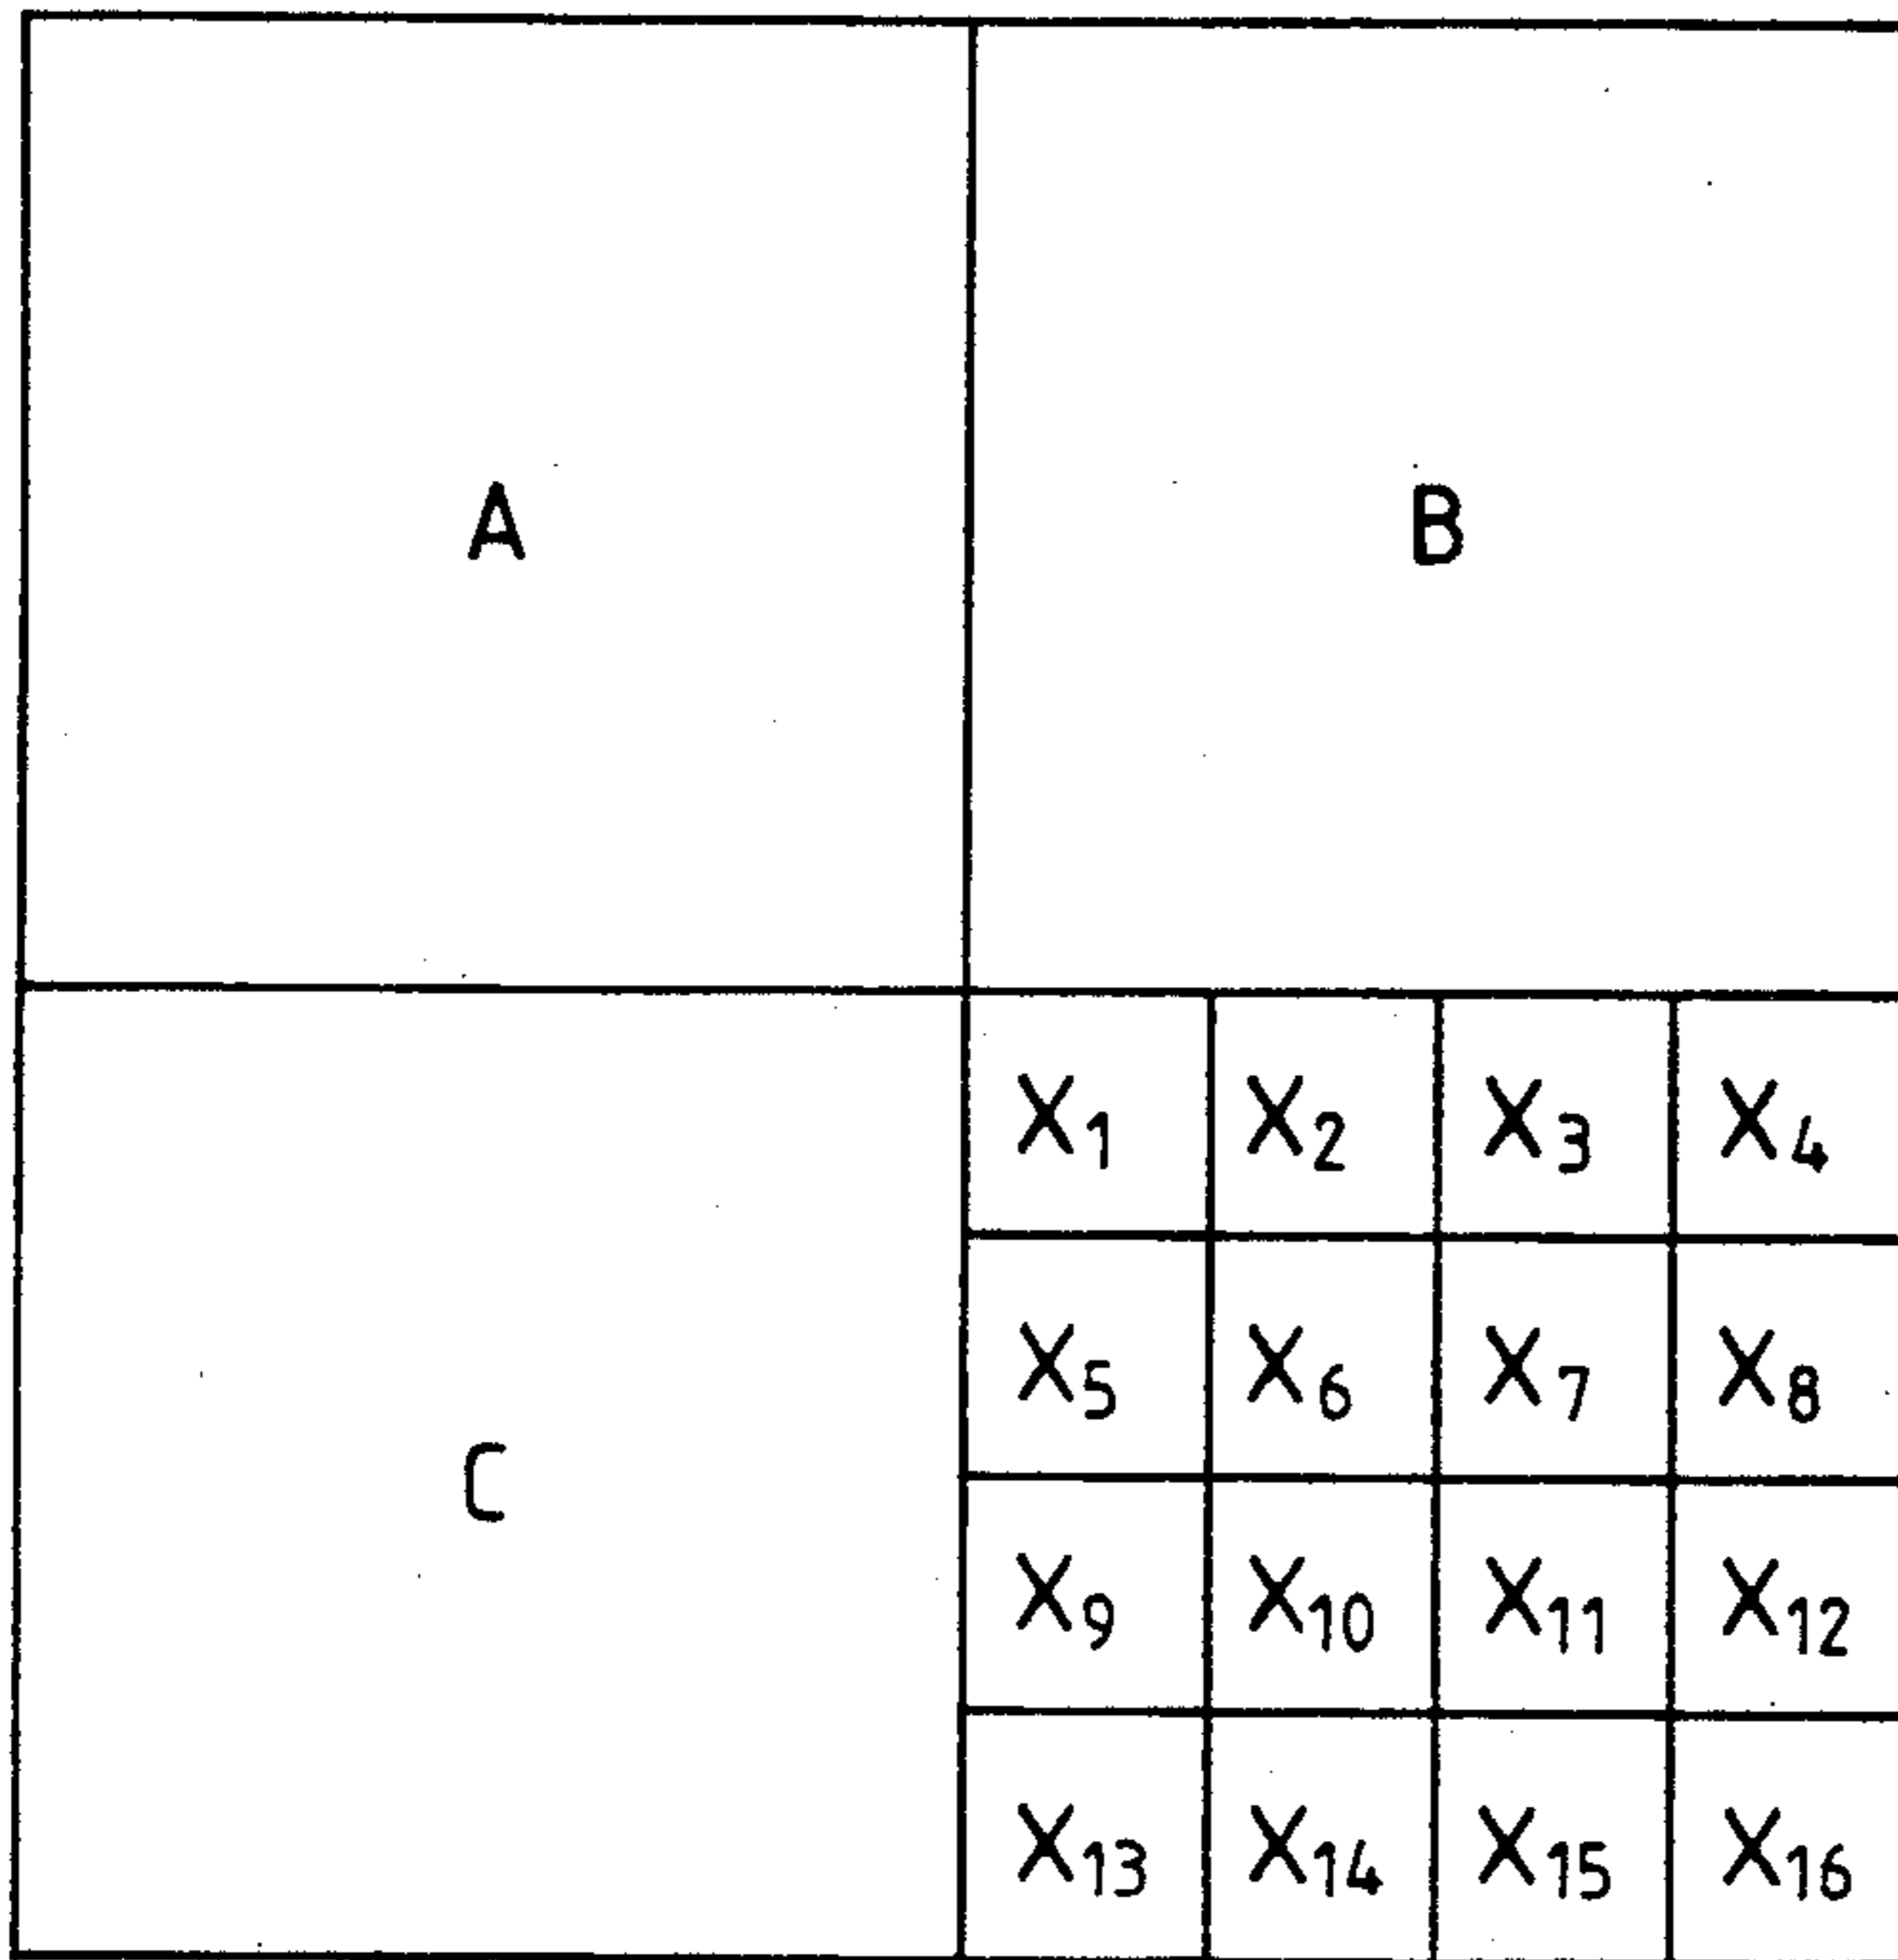 A B
X₁ X₂ X₃ X₄
X₅ X₆ X₇ X₈
C
X₉ X₁₀ X₁₁ X₁₂
X₁₃ X₁₄ X₁₅ X₁₆